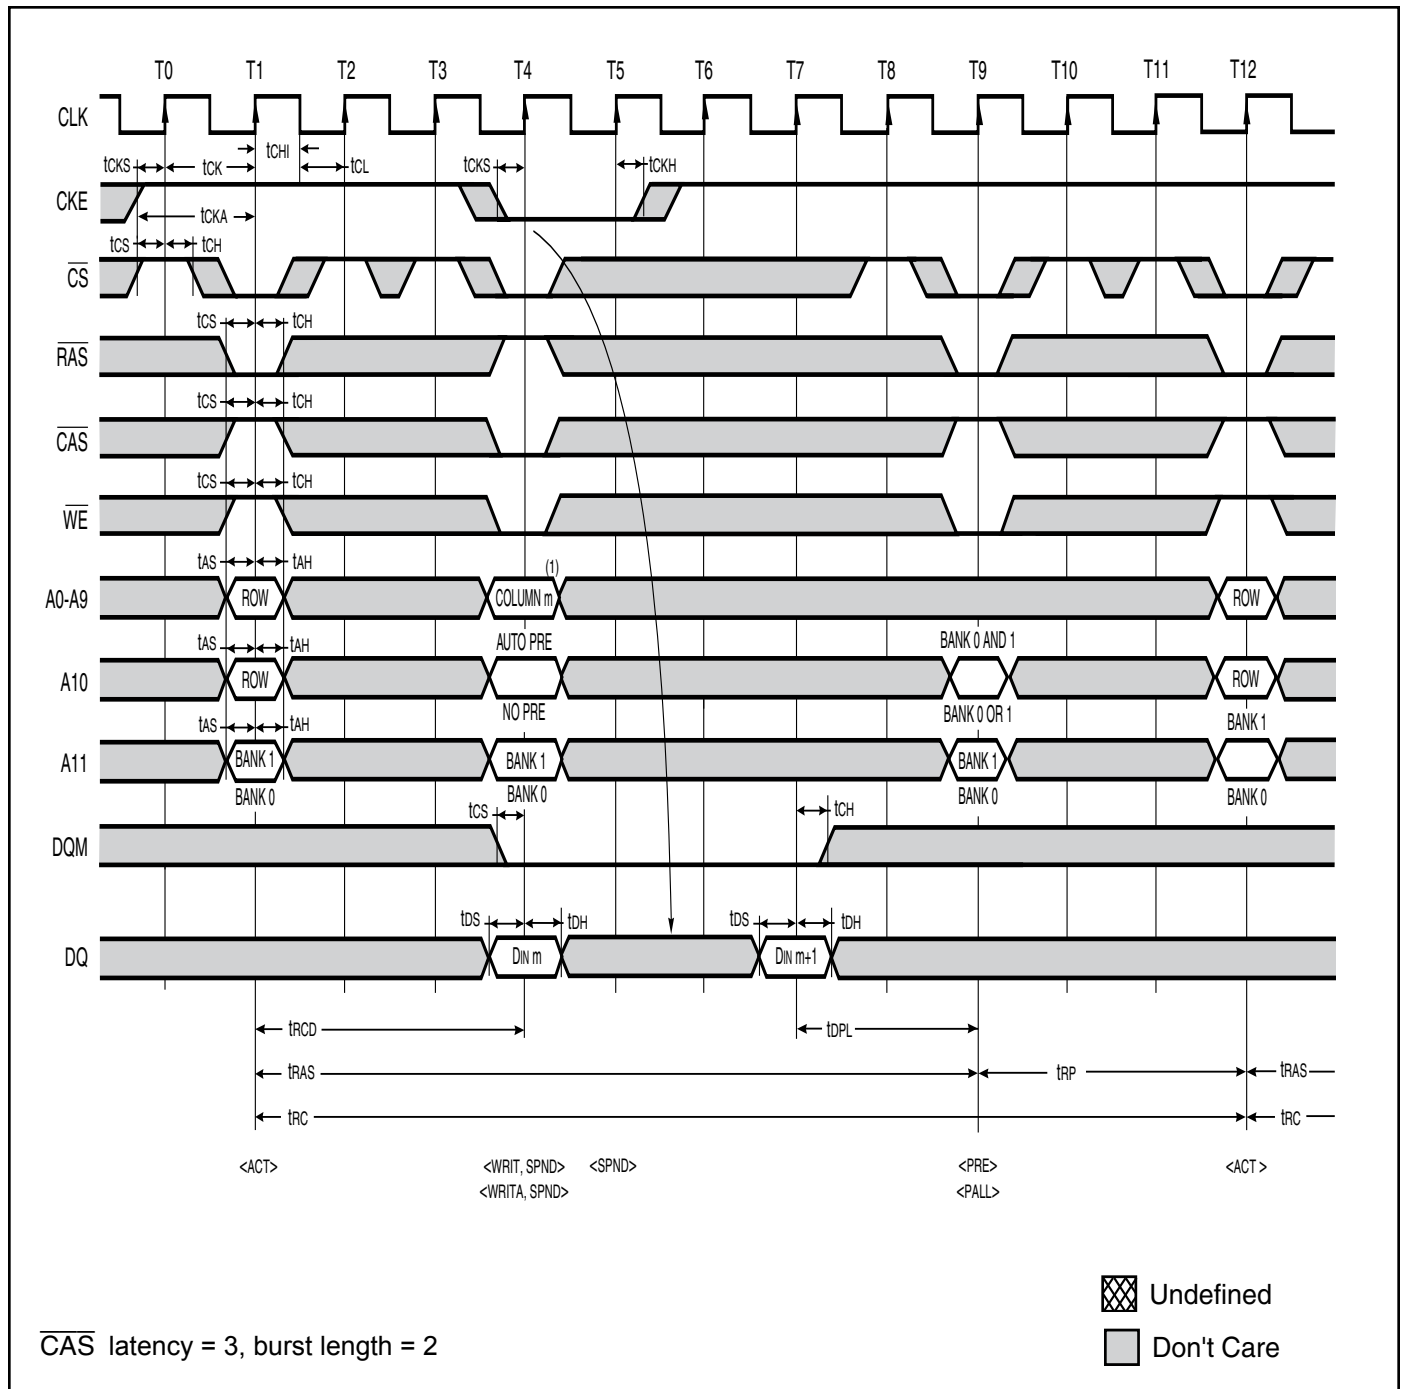 T0 T1 T2 T3 T4 T5 T6 T7 T8 T9 T10 T11 T12
CLK
tCHI
tCKS tCK tCL tCKS tCKH
CKE
tCKA
tCS tCH
CS
tCS tCH
RAS
tCS tCH
CAS
tCS tCH
WE
tAS tAH (1)
A0-A9 ROW COLUMN m ROW
tAS tAH AUTO PRE BANK 0 AND 1
A10 ROW ROW
NO PRE BANK 0 OR 1 BANK 1
tAS tAH
A11 BANK 1 BANK 1 BANK 1
BANK 0 BANK 0 BANK 0 BANK 0
tCS tCH
DQM
tDS tDH tDS tDH
DQ DIN m DIN m+1
tRCD tDPL
tRAS tRP tRAS
tRC tRC
<ACT> <WRIT, SPND> <SPND> <PRE> <ACT >
<WRITA, SPND> <PALL>
Undefined
CAS latency = 3, burst length = 2
Don't Care